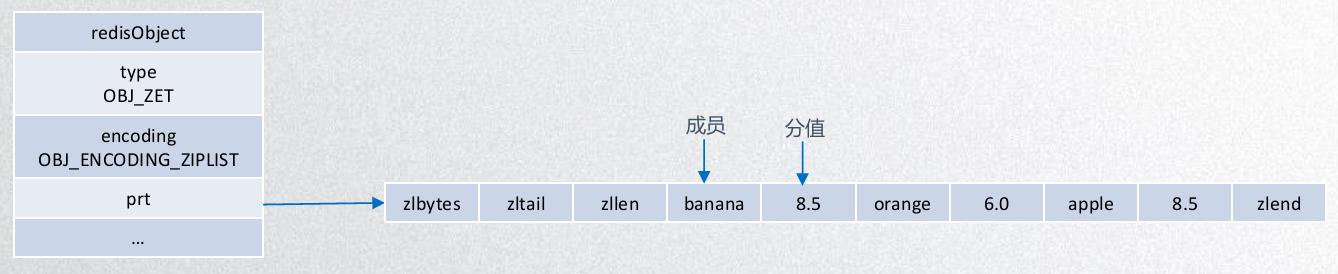 redisObject
type
OBJ_ZET
encoding
OBJ_ENCODING_ZIPLIST
prt
...
成员
分值
zlbytes
zltail
zllen
banana
8.5
orange
6.0
apple
8.5
zlend